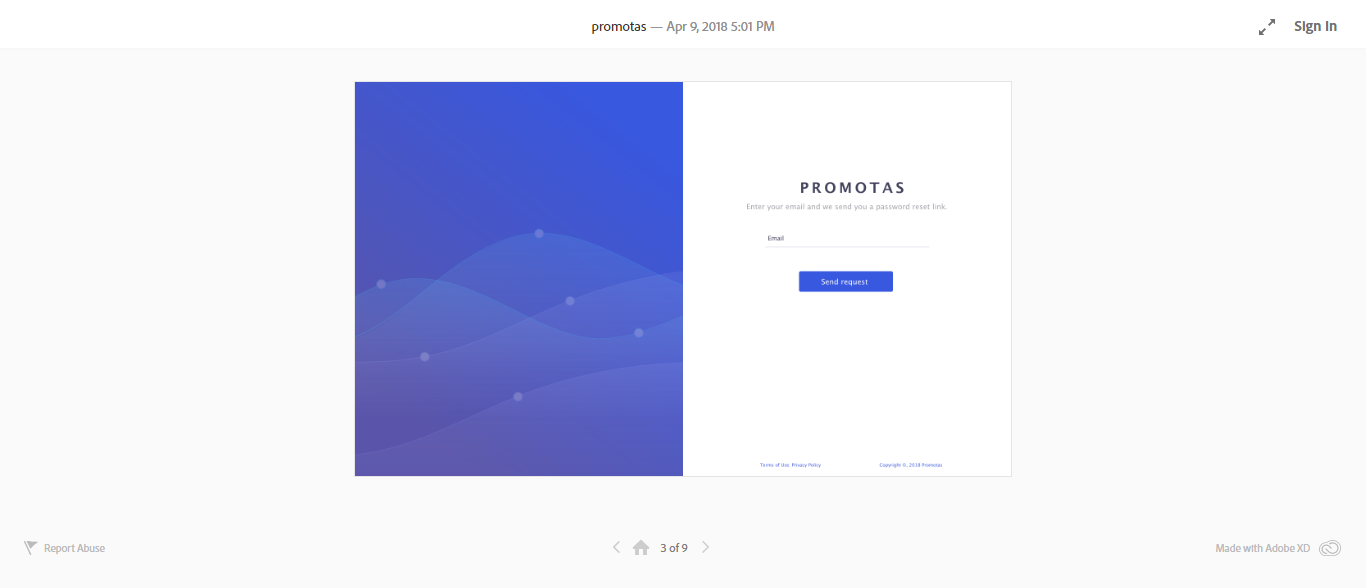 promotas — Apr 9, 2018 5:01 PM
Sign In
PROMOTAS
Enter your email and we send you a password reset link.
Email
Send request
Terms of Use. Privacy Policy
Copyright ©, 2018 Promotas
Report Abuse
3 of 9
Made with Adobe XD